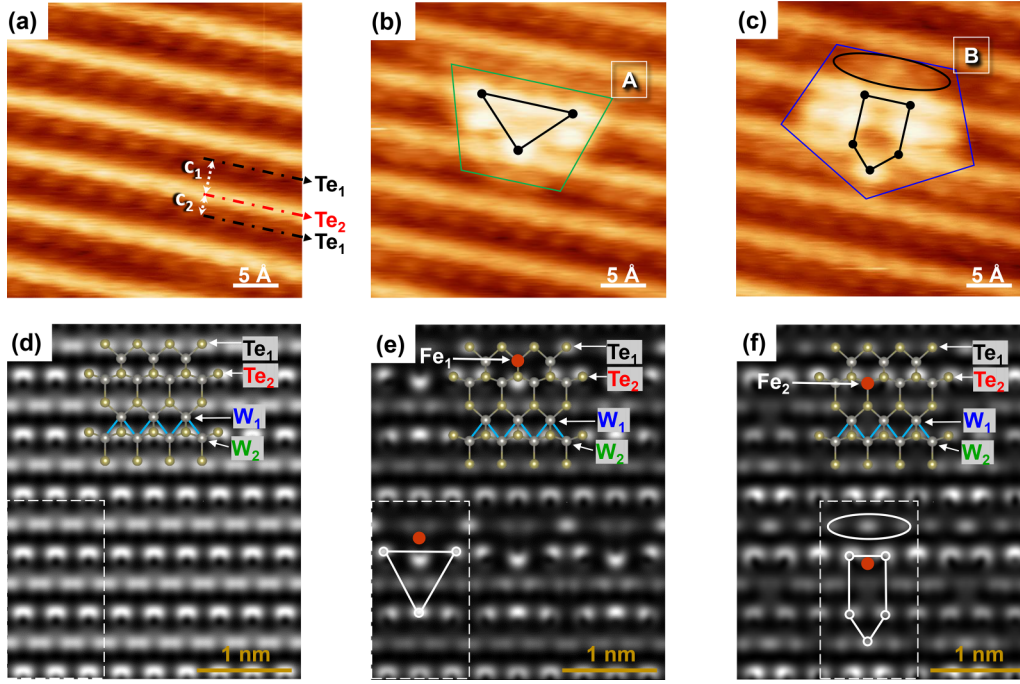 (a)
c₁
c₂
Te₁
Te₂
Te₁
5 Å
(b)
A
5 Å
(c)
B
5 Å
(d)
Te₁
Te₂
W₁
W₂
1 nm
(e)
Fe₁
Te₁
Te₂
W₁
W₂
1 nm
(f)
Fe₂
Te₁
Te₂
W₁
W₂
1 nm